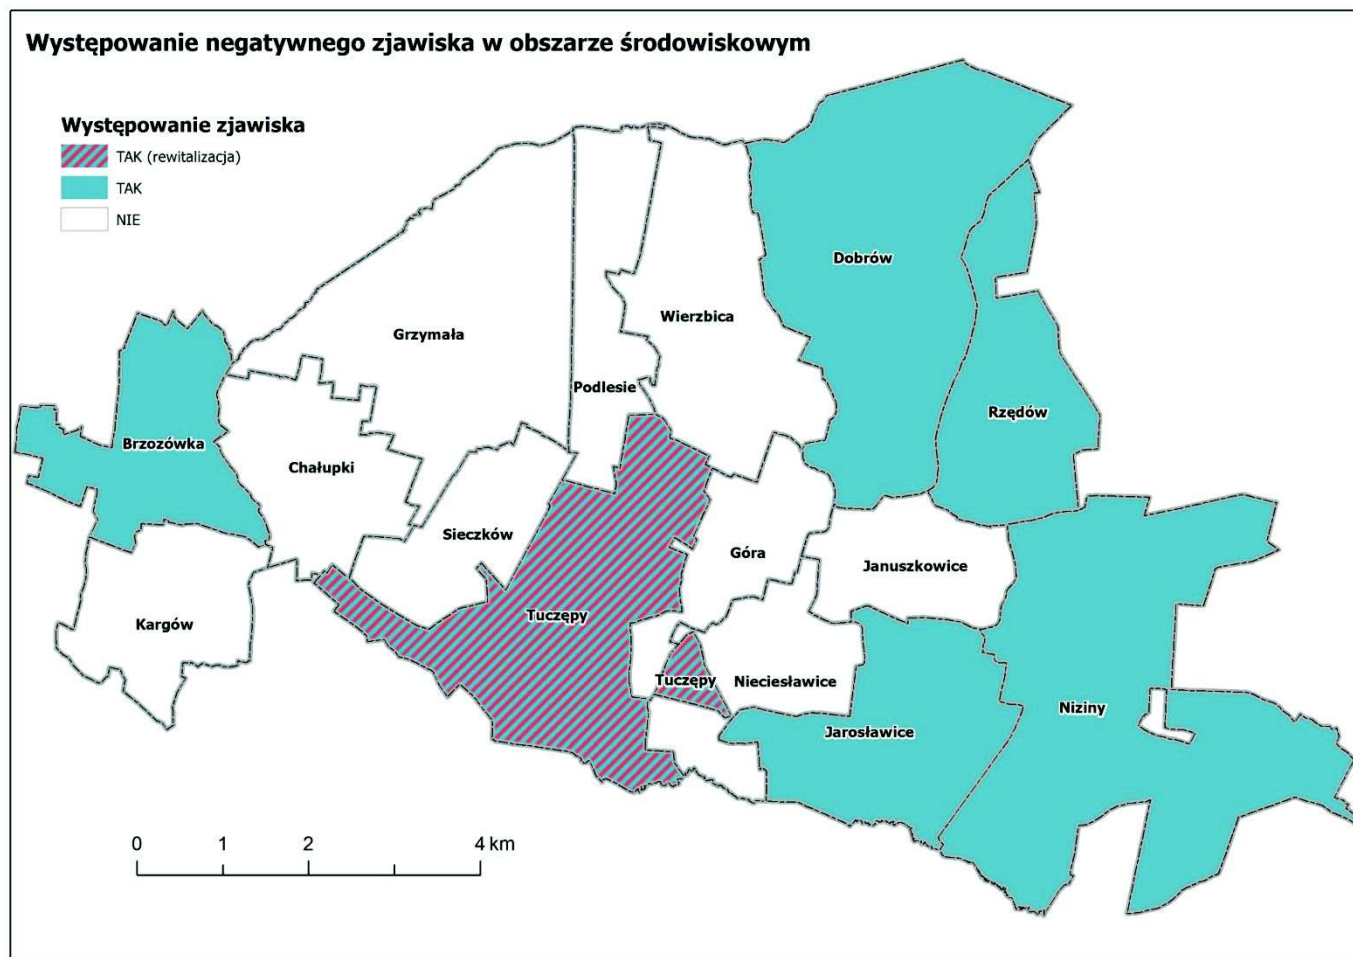 Występowanie negatywnego zjawiska w obszarze środowiskowym
Występowanie zjawiska
TAK (rewitalizacja)
TAK
NIE
Dobrów
Wierzbica
Grzymała
Podlesie
Rzędów
Brzozówka
Chałupki
Sieczków
Góra
Januszkowice
Kargów
Tuczępy
Tuczępy
Nieciesławice
Niziny
Jarosławice
0 1 2 4 km